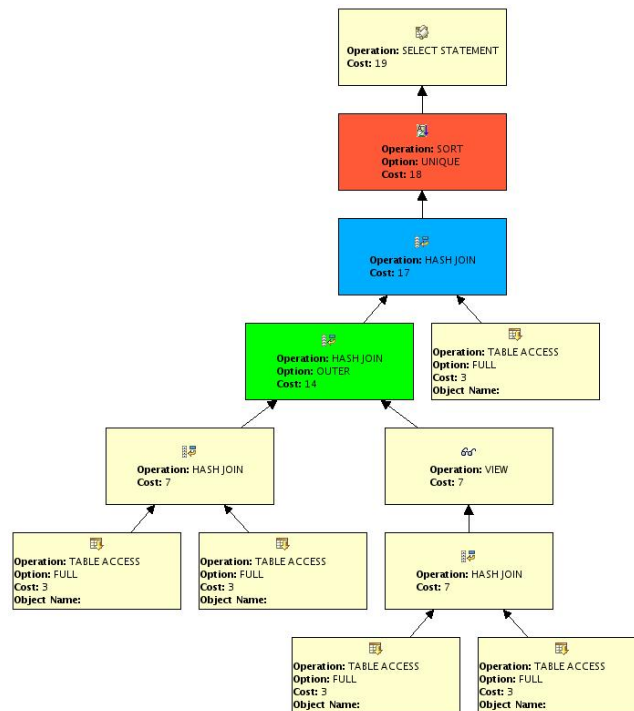 Operation: SELECT STATEMENT
Cost: 19
Operation: SORT
Option: UNIQUE
Cost: 18
Operation: HASH JOIN
Cost: 17
Operation: HASH JOIN
Option: OUTER
Cost: 14
Operation: TABLE ACCESS
Option: FULL
Cost: 3
Object Name:
Operation: HASH JOIN
Cost: 7
Operation: VIEW
Cost: 7
Operation: TABLE ACCESS
Option: FULL
Cost: 3
Object Name:
Operation: TABLE ACCESS
Option: FULL
Cost: 3
Object Name:
Operation: HASH JOIN
Cost: 7
Operation: TABLE ACCESS
Option: FULL
Cost: 3
Object Name:
Operation: TABLE ACCESS
Option: FULL
Cost: 3
Object Name: